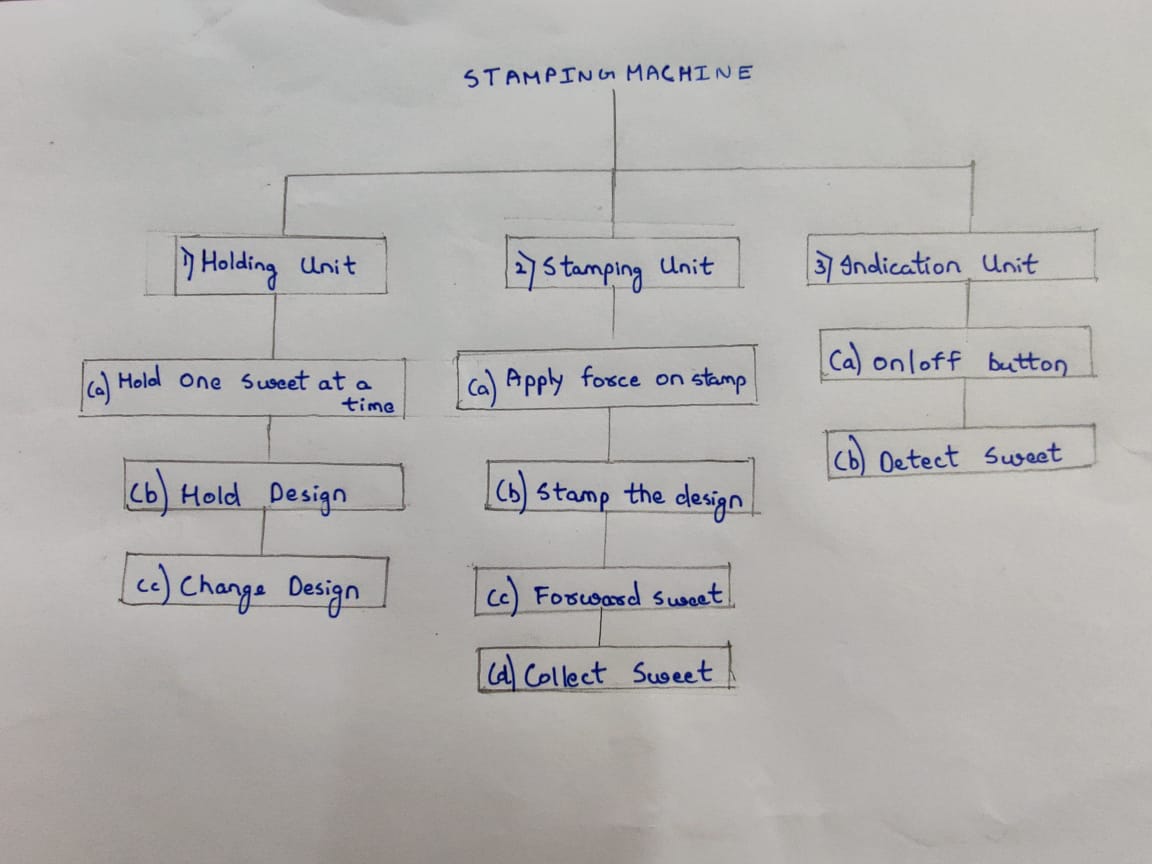 STAMPING MACHINE
1) Holding Unit
(a) Hold one sweet at a
time
(b) Hold Design
(c) Change Design
2) Stamping Unit
(a) Apply force on stamp
(b) Stamp the design
(c) Forward sweet
(d) Collect Sweet
3) Indication Unit
(a) on/off button
(b) Detect Sweet